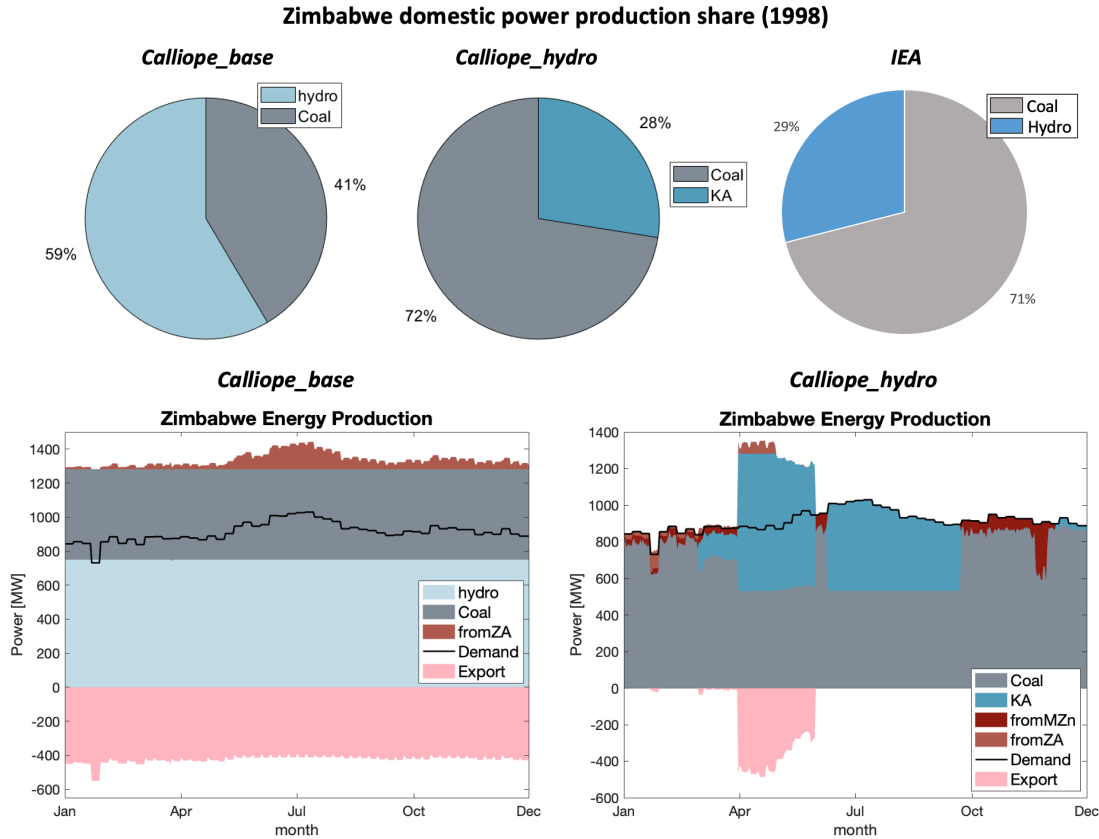 Zimbabwe domestic power production share (1998)
Calliope_base
Calliope_hydro
IEA
hydro
Coal
41%
59%
28%
Coal
KA
72%
29%
Coal
Hydro
71%
Calliope_base
Zimbabwe Energy Production
Power [MW]
1400
1200
1000
800
600
400
200
0
-200
-400
-600
hydro
Coal
fromZA
Demand
Export
Jan
Apr
Jul
Oct
Dec
month
Calliope_hydro
Zimbabwe Energy Production
Power [MW]
1400
1200
1000
800
600
400
200
0
-200
-400
-600
Coal
KA
fromMZn
fromZA
Demand
Export
Jan
Apr
Jul
Oct
Dec
month